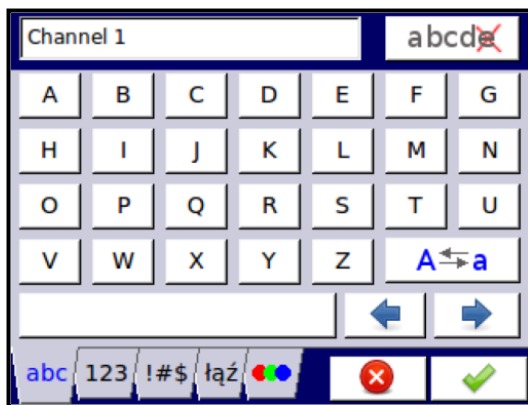 Channel 1 abcde
A B C D E F G
H I J K L M N
O P Q R S T U
V W X Y Z A a
abc 123 !#$ łąź